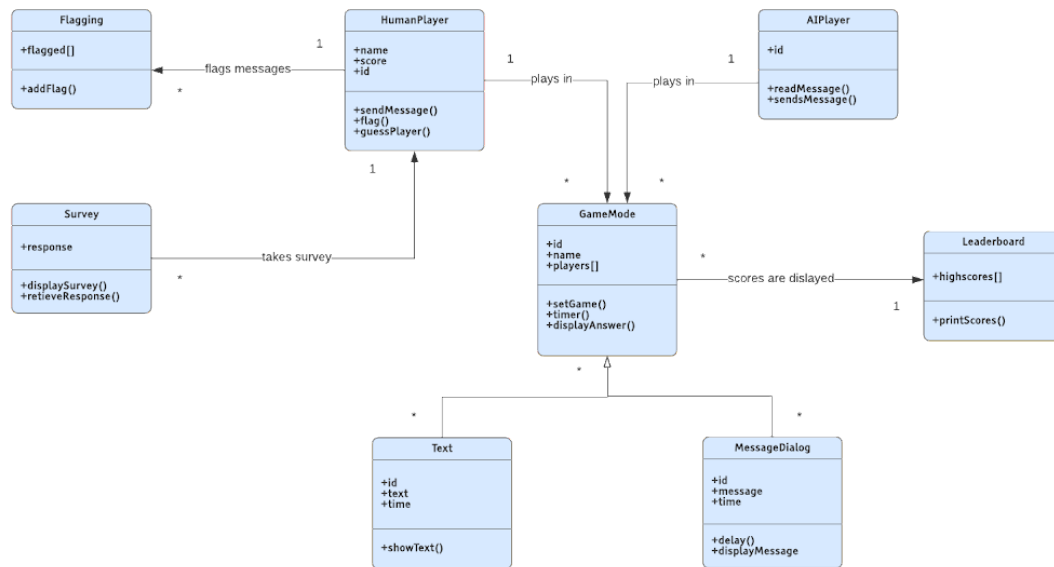 Flagging
+flagged[]
+addFlag()
HumanPlayer
+name
+score
+id
+sendMessage()
+flag()
+guessPlayer()
AIPlayer
+id
+readMessage()
+sendsMessage()
1
flags messages
*
1
plays in
*
1
plays in
*
1
takes survey
*
Survey
+response
+displaySurvey()
+retieveResponse()
GameMode
+id
+name
+players[]
+setGame()
+timer()
+displayAnswer()
*
scores are dislayed
1
Leaderboard
+highscores[]
+printScores()
*
*
*
Text
+id
+text
+time
+showText()
MessageDialog
+id
+message
+time
+delay()
+displayMessage